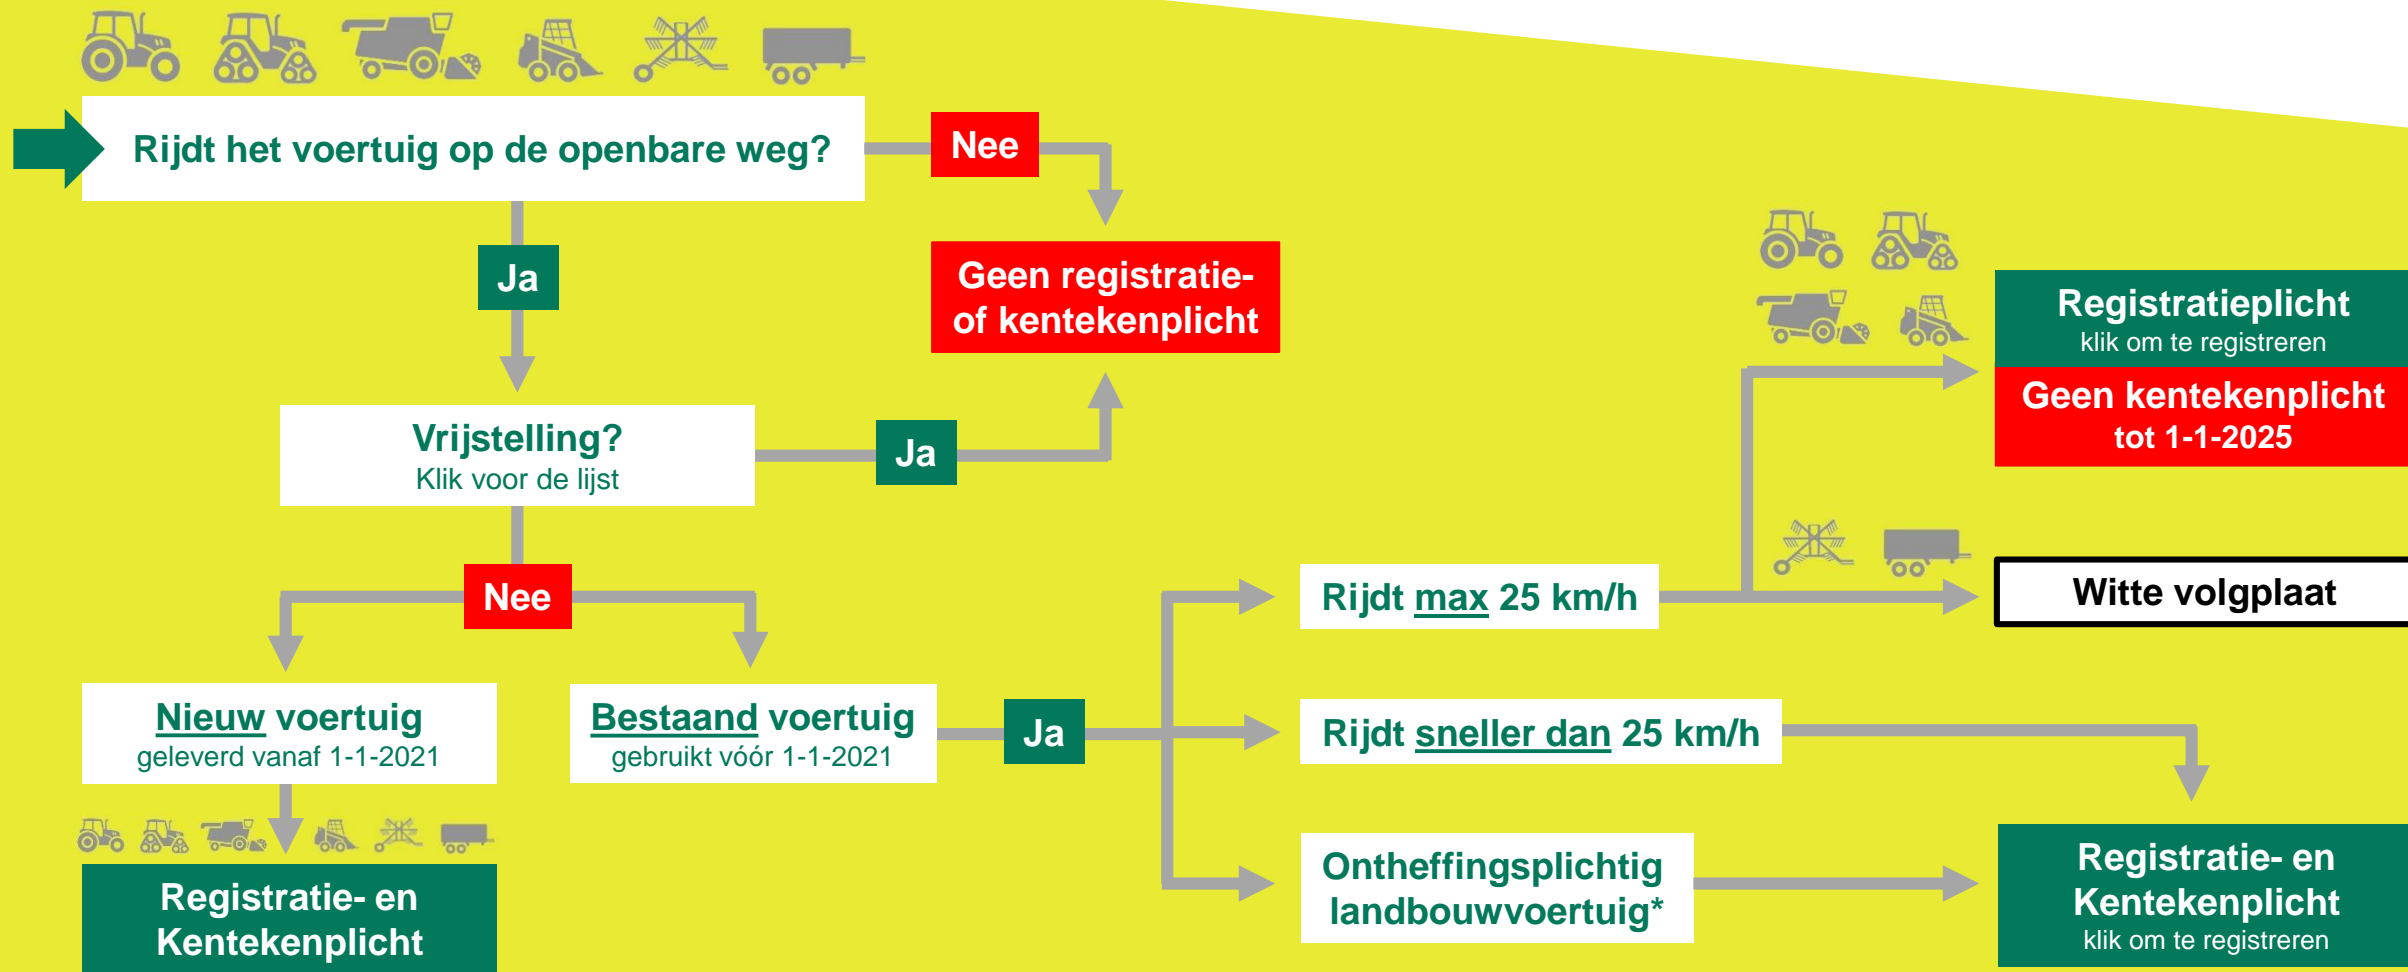 Rijdt het voertuig op de openbare weg?
Nee
Ja
Geen registratie-
of kentekenplicht
Registratieplicht
klik om te registreren
Geen kentekenplicht
tot 1-1-2025
Vrijstelling?
Klik voor de lijst
Ja
Nee
Rijdt max 25 km/h
Witte volgplaat
Nieuw voertuig
geleverd vanaf 1-1-2021
Bestaand voertuig
gebruikt vóór 1-1-2021
Ja
Rijdt sneller dan 25 km/h
Ontheffingsplichtig
landbouwvoertuig*
Registratie- en
Kentekenplicht
Registratie- en
Kentekenplicht
klik om te registreren